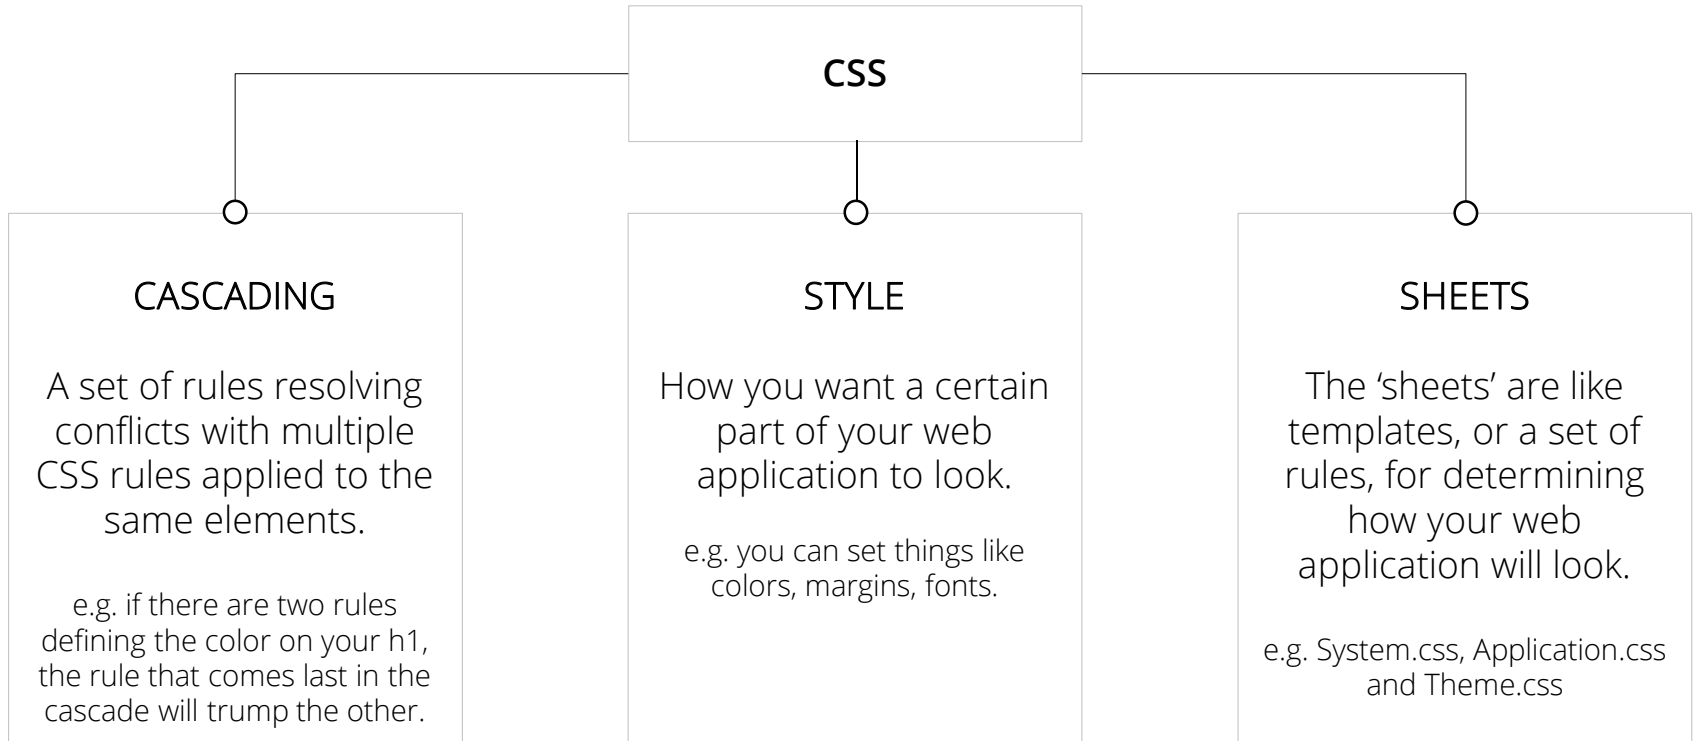 CSS
CASCADING
A set of rules resolving
conflicts with multiple
CSS rules applied to the
same elements.
e.g. if there are two rules
defining the color on your h1,
the rule that comes last in the
cascade will trump the other.
STYLE
How you want a certain
part of your web
application to look.
e.g. you can set things like
colors, margins, fonts.
SHEETS
The ‘sheets’ are like
templates, or a set of
rules, for determining
how your web
application will look.
e.g. System.css, Application.css
and Theme.css